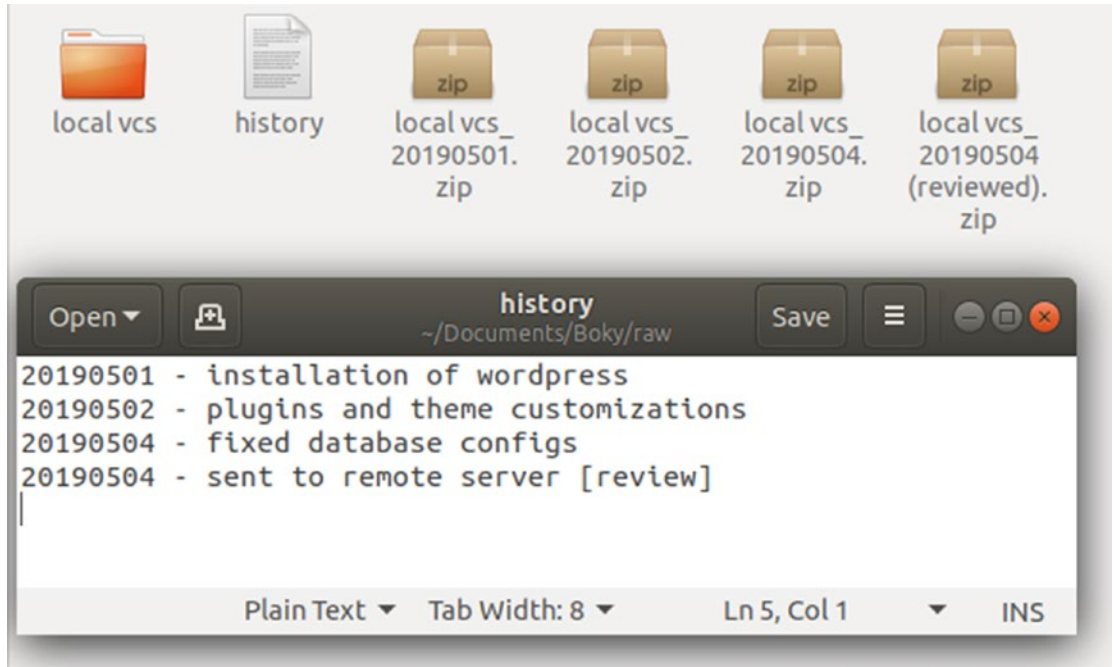 local vcs
history
zip
local vcs_
20190501.
zip
zip
local vcs_
20190502.
zip
zip
local vcs_
20190504.
zip
zip
local vcs_
20190504
(reviewed).
zip
Open
history
~/Documents/Boky/raw
Save
20190501 - installation of wordpress
20190502 - plugins and theme customizations
20190504 - fixed database configs
20190504 - sent to remote server [review]
Plain Text Tab Width: 8 Ln 5, Col 1 INS